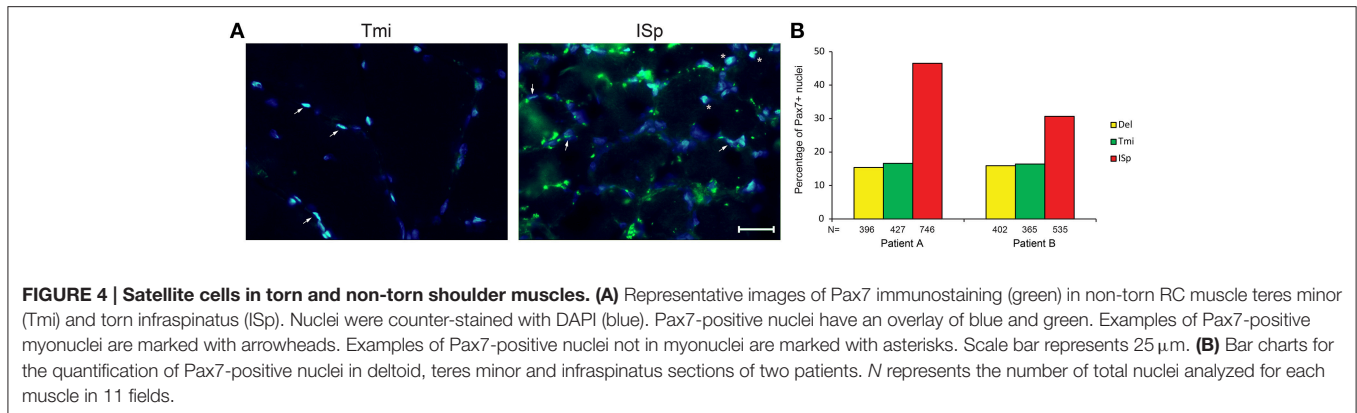 A
Tmi
ISp
*
*
*
B
Percentage of Pax7+ nuclei
50
40
30
20
10
0
N= 396 427 746 402 365 535
Patient A Patient B
Del
Tmi
ISp
FIGURE 4 | Satellite cells in torn and non-torn shoulder muscles. (A) Representative images of Pax7 immunostaining (green) in non-torn RC muscle teres minor
(Tmi) and torn infraspinatus (ISp). Nuclei were counter-stained with DAPI (blue). Pax7-positive nuclei have an overlay of blue and green. Examples of Pax7-positive
myonuclei are marked with arrowheads. Examples of Pax7-positive nuclei not in myonuclei are marked with asterisks. Scale bar represents 25 μm. (B) Bar charts for
the quantification of Pax7-positive nuclei in deltoid, teres minor and infraspinatus sections of two patients. N represents the number of total nuclei analyzed for each
muscle in 11 fields.